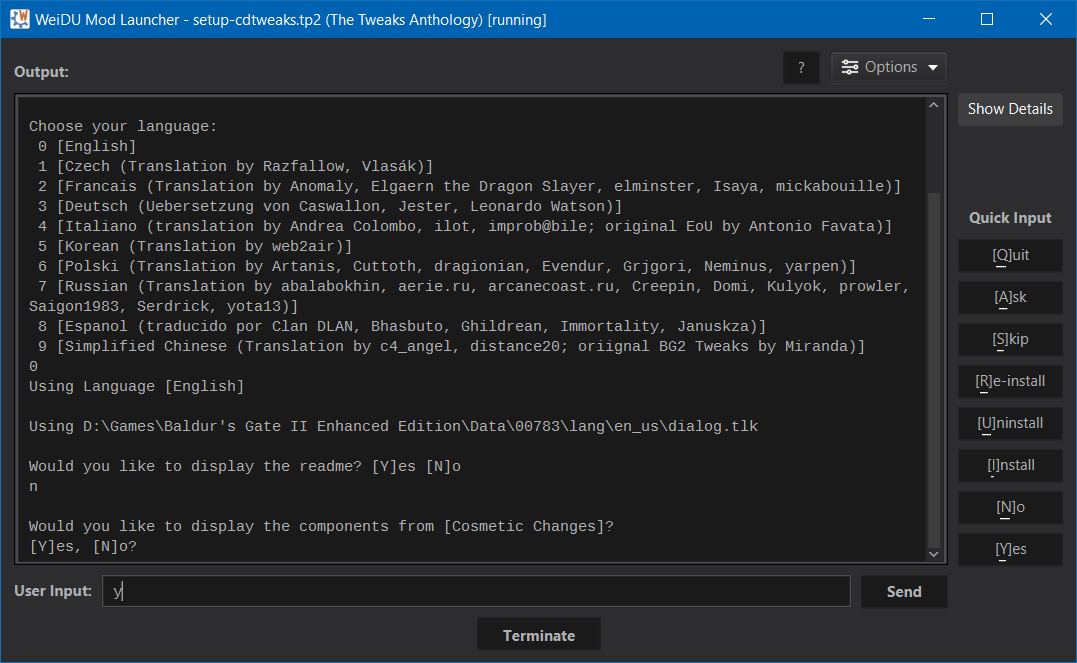 WeiDU Mod Launcher - setup-cdtweaks.tp2 (The Tweaks Anthology) [running]
Output:
?
Options
Show Details
Choose your language:
0 [English]
1 [Czech (Translation by Razfallow, Vlasák)]
2 [Francais (Translation by Anomaly, Elgaern the Dragon Slayer, elminster, Isaya, mickabouille)]
3 [Deutsch (Uebersetzung von Caswallon, Jester, Leonardo Watson)]
4 [Italiano (translation by Andrea Colombo, ilot, improb@bile; original EoU by Antonio Favata)]
5 [Korean (Translation by web2air)]
6 [Polski (Translation by Artanis, Cuttoth, dragionian, Evendur, Grjgori, Neminus, yarpen)]
7 [Russian (Translation by abalabokhin, aerie.ru, arcanecoast.ru, Creepin, Domi, Kulyok, prowler,
Saigon1983, Serdrick, yota13)]
8 [Espanol (traducido por Clan DLAN, Bhasbuto, Ghildrean, Immortality, Januskza)]
9 [Simplified Chinese (Translation by c4_angel, distance20; oriignal BG2 Tweaks by Miranda)]
0
Using Language [English]
Using D:\Games\Baldur's Gate II Enhanced Edition\Data\00783\lang\en_us\dialog.tlk
Would you like to display the readme? [Y]es [N]o
n
Would you like to display the components from [Cosmetic Changes]?
[Y]es, [N]o?
Quick Input
[Q]uit
[A]sk
[S]kip
[R]e-install
[U]ninstall
[I]nstall
[N]o
[Y]es
User Input:
y
Send
Terminate